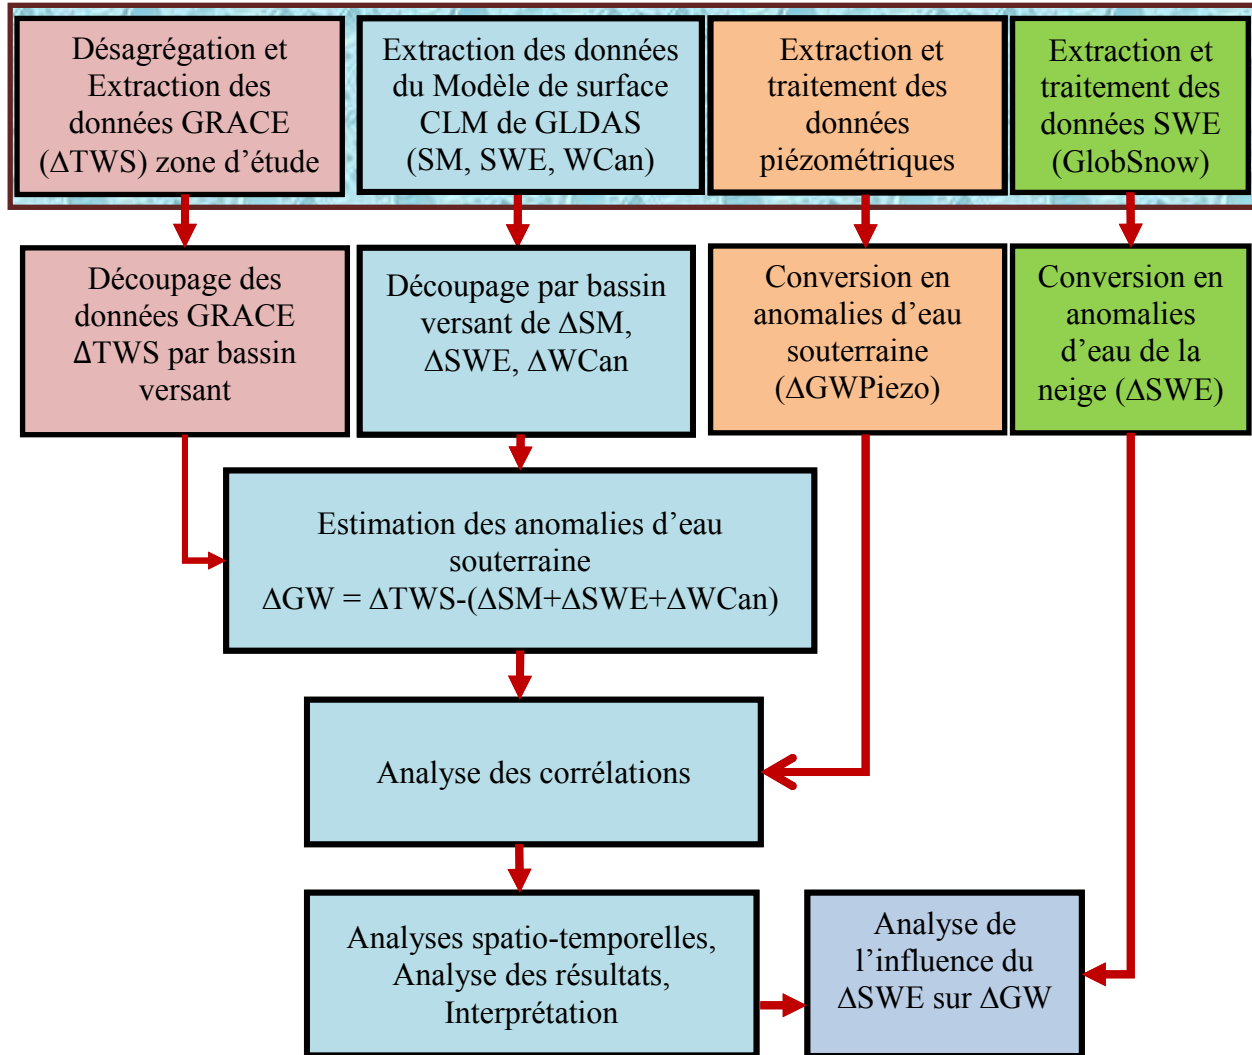 Désagrégation et
Extraction des
données GRACE
(ΔTWS) zone d’étude
Extraction des données
du Modèle de surface
CLM de GLDAS
(SM, SWE, WCan)
Extraction et
traitement des
données
piézométriques
Extraction et
traitement des
données SWE
(GlobSnow)
Découpage des
données GRACE
ΔTWS par bassin
versant
Découpage par bassin
versant de ΔSM,
ΔSWE, ΔWCan
Conversion en
anomalies d’eau
souterraine
(ΔGWPiezo)
Conversion en
anomalies
d’eau de la
neige (ΔSWE)
Estimation des anomalies d’eau
souterraine
ΔGW = ΔTWS-(ΔSM+ΔSWE+ΔWCan)
Analyse des corrélations
Analyses spatio-temporelles,
Analyse des résultats,
Interprétation
Analyse de
l’influence du
ΔSWE sur ΔGW